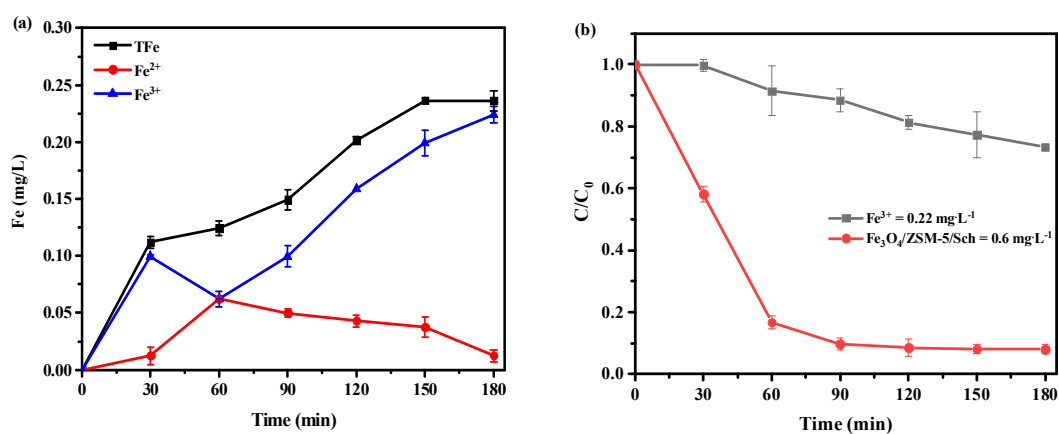 (a)
0.30
0.25
0.20
0.15
0.10
0.05
0.00
Fe (mg/L)
TFe
Fe²⁺
Fe³⁺
0 30 60 90 120 150 180
Time (min)
(b)
1.0
0.8
0.6
0.4
0.2
0.0
C/C₀
Fe³⁺ = 0.22 mg·L⁻¹
Fe₃O₄/ZSM-5/Sch = 0.6 mg·L⁻¹
0 30 60 90 120 150 180
Time (min)